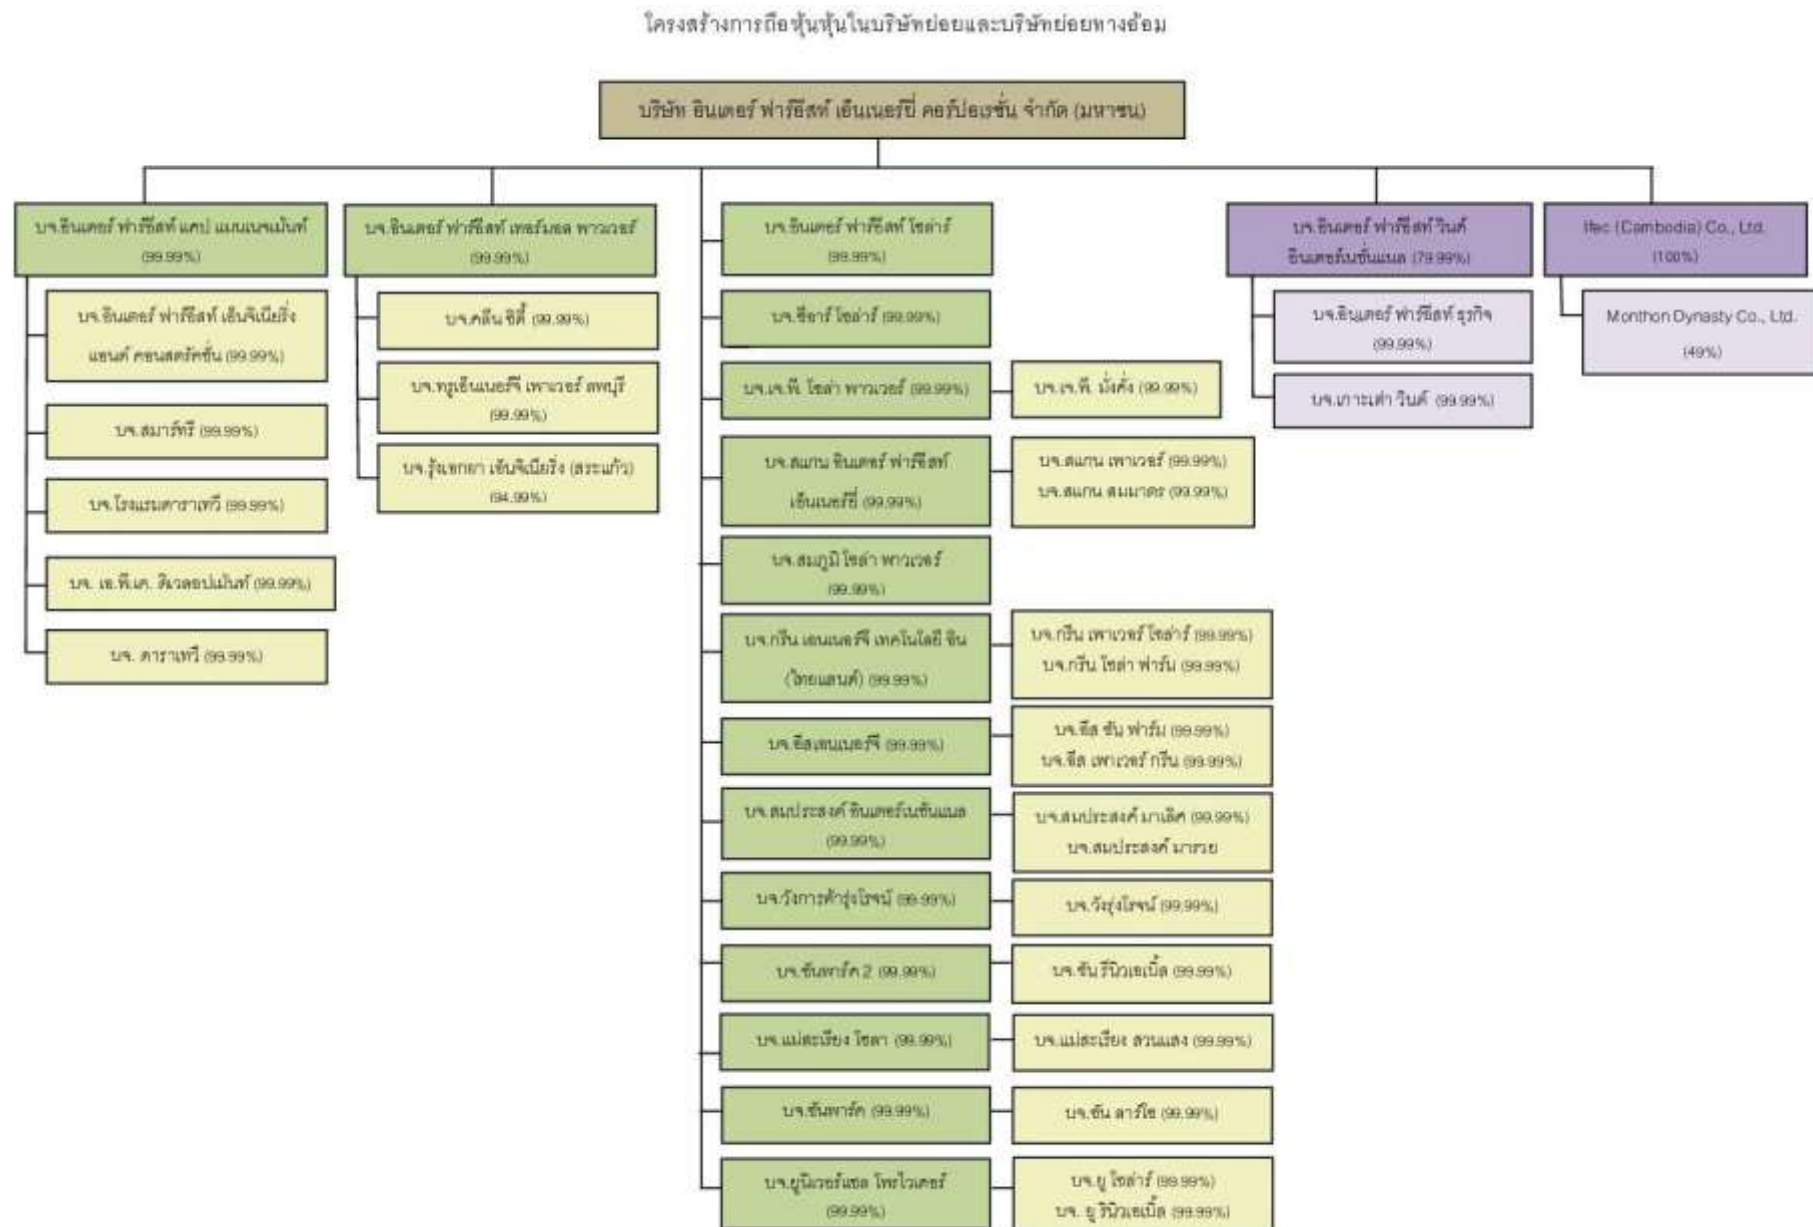 โครงสร้างการถือหุ้นหุ้นในบริษัทย่อยและบริษัทย่อยทางอ้อม
บริษัท อินเตอร์ ฟาร์อีสท์ เอ็นเนอร์ยี่ คอร์ปอเรชั่น จำกัด (มหาชน)
บจ.อินเตอร์ ฟาร์อีสท์ แคป แมนเนจเม้นท์
(99.99%)
บจ.อินเตอร์ ฟาร์อีสท์ เอ็นจิเนียริ่ง
แอนด์ คอนสตรัคชั่น (99.99%)
บจ.สมาร์ททรี (99.99%)
บจ.โรงแรมดาราเทวี (99.99%)
บจ. เอ.พี.เค. ดิเวลลอปเม้นท์ (99.99%)
บจ. ดาราเทวี (99.99%)
บจ.อินเตอร์ ฟาร์อีสท์ เทอร์มอล พาวเวอร์
(99.99%)
บจ.คลีน ซิตี้ (99.99%)
บจ.ทรูเอ็นเนอร์จี เพาเวอร์ ลพบุรี
(99.99%)
บจ.รุ้งเอกยา เอ็นจิเนียริ่ง (สระแก้ว)
(94.99%)
บจ.อินเตอร์ ฟาร์อีสท์ โซล่าร์
(99.99%)
บจ.ซีอาร์ โซล่าร์ (99.99%)
บจ.เจ.พี. โซล่า พาวเวอร์ (99.99%)
บจ.เจ.พี. มั่งคั่ง (99.99%)
บจ.สแกน อินเตอร์ ฟาร์อีสท์
เอ็นเนอร์ยี่ (99.99%)
บจ.สแกน เพาเวอร์ (99.99%)
บจ.สแกน สมมาตร (99.99%)
บจ.สมภูมิ โซล่า พาวเวอร์
(99.99%)
บจ.กรีน เอนเนอร์จี เทคโนโลยี อิน
(ไทยแลนด์) (99.99%)
บจ.กรีน เพาเวอร์ โซล่าร์ (99.99%)
บจ.กรีน โซล่า ฟาร์ม (99.99%)
บจ.อีสเอนเนอร์จี (99.99%)
บจ.อีส ซัน ฟาร์ม (99.99%)
บจ.อีส เพาเวอร์ กรีน (99.99%)
บจ.สมประสงค์ อินเตอร์เนชันแนล
(99.99%)
บจ.สมประสงค์ มาเลิศ (99.99%)
บจ.สมประสงค์ มารวย
บจ.วังการค้ารุ่งโรจน์ (99.99%)
บจ.วังรุ่งโรจน์ (99.99%)
บจ.ซันพาร์ค 2 (99.99%)
บจ.ซัน รีนิวเอเบิ้ล (99.99%)
บจ.แม่สะเรียง โซลา (99.99%)
บจ.แม่สะเรียง สวนแสง (99.99%)
บจ.ซันพาร์ค (99.99%)
บจ.ซัน ลาร์โซ (99.99%)
บจ.ยูนิเวอร์แซล โพรไวเดอร์
(99.99%)
บจ.ยู โซล่าร์ (99.99%)
บจ. ยู รีนิวเอเบิ้ล (99.99%)
บจ.อินเตอร์ ฟาร์อีสท์ วินด์
อินเตอร์เนชั่นแนล (79.99%)
บจ.อินเตอร์ ฟาร์อีสท์ ธุรกิจ
(99.99%)
บจ.เกาะเต่า วินด์ (99.99%)
Ifec (Cambodia) Co., Ltd.
(100%)
Monthon Dynasty Co., Ltd.
(49%)